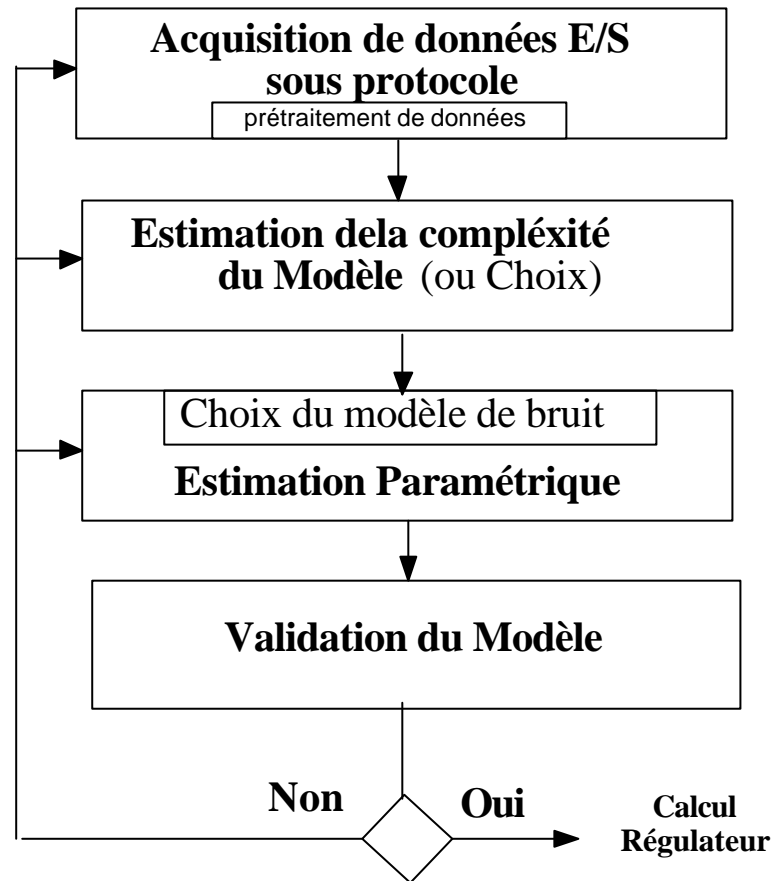 Acquisition de données E/S
sous protocole
prétraitement de données
Estimation dela compléxité
du Modèle (ou Choix)
Choix du modèle de bruit
Estimation Paramétrique
Validation du Modèle
Non
Oui
Calcul
Régulateur